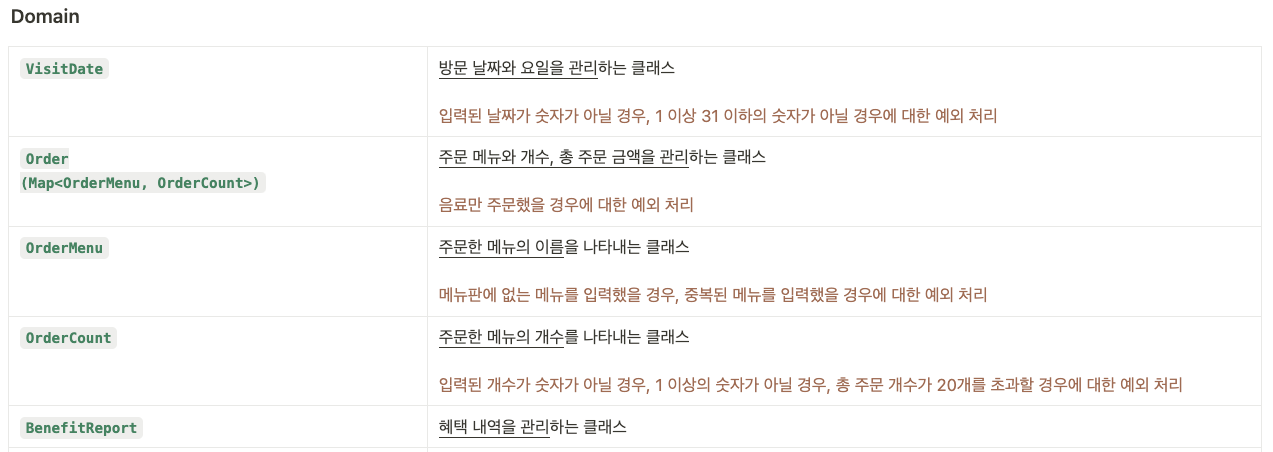 Domain
VisitDate
방문 날짜와 요일을 관리하는 클래스
입력된 날짜가 숫자가 아닐 경우, 1 이상 31 이하의 숫자가 아닐 경우에 대한 예외 처리
Order
(Map<OrderMenu, OrderCount>)
주문 메뉴와 개수, 총 주문 금액을 관리하는 클래스
음료만 주문했을 경우에 대한 예외 처리
OrderMenu
주문한 메뉴의 이름을 나타내는 클래스
메뉴판에 없는 메뉴를 입력했을 경우, 중복된 메뉴를 입력했을 경우에 대한 예외 처리
OrderCount
주문한 메뉴의 개수를 나타내는 클래스
입력된 개수가 숫자가 아닐 경우, 1 이상의 숫자가 아닐 경우, 총 주문 개수가 20개를 초과할 경우에 대한 예외 처리
BenefitReport
혜택 내역을 관리하는 클래스